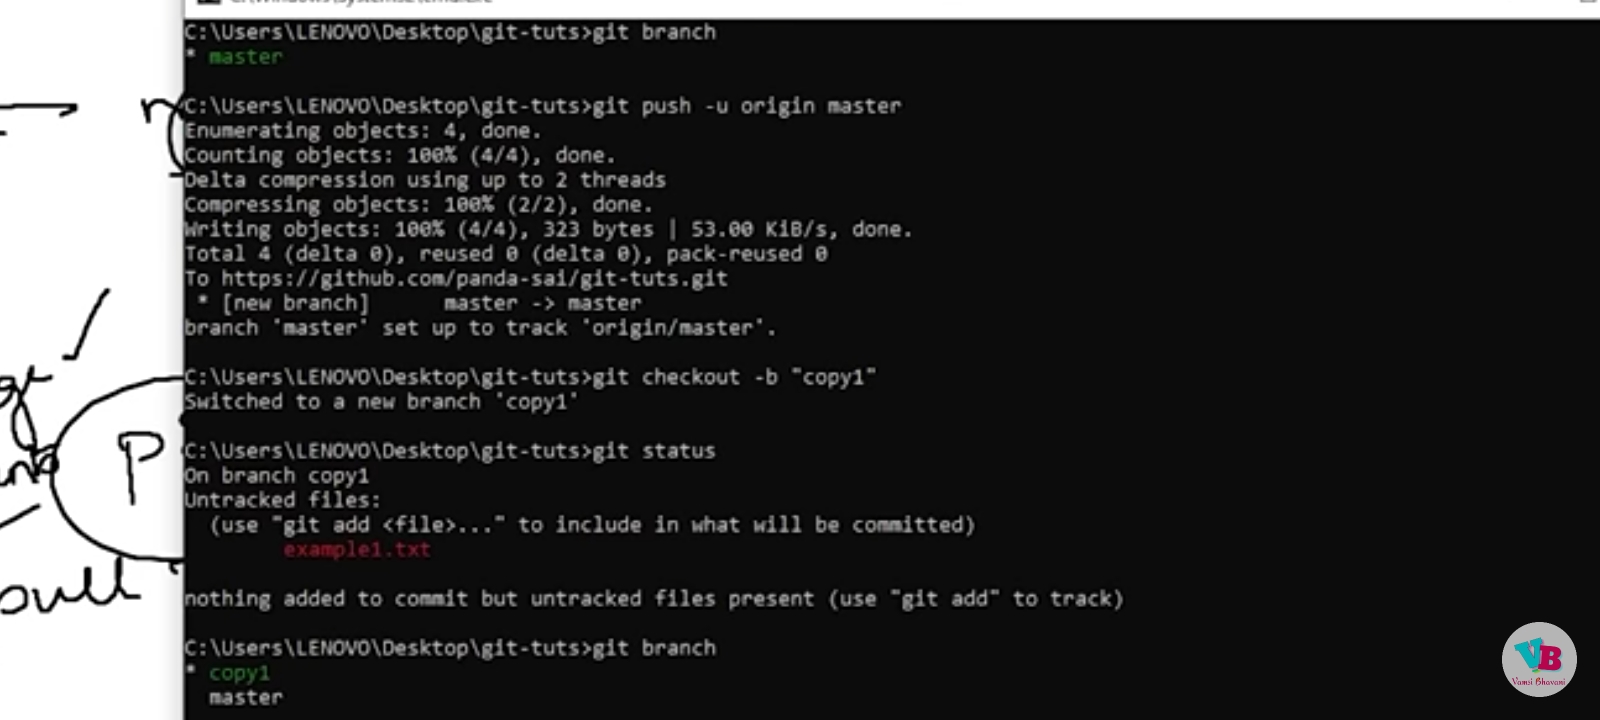 C:\Users\LENOVO\Desktop\git-tuts>git branch
* master
C:\Users\LENOVO\Desktop\git-tuts>git push -u origin master
Enumerating objects: 4, done.
Counting objects: 100% (4/4), done.
Delta compression using up to 2 threads
Compressing objects: 100% (2/2), done.
Writing objects: 100% (4/4), 323 bytes | 53.00 KiB/s, done.
Total 4 (delta 0), reused 0 (delta 0), pack-reused 0
To https://github.com/panda-sai/git-tuts.git
* [new branch] master -> master
branch 'master' set up to track 'origin/master'.
C:\Users\LENOVO\Desktop\git-tuts>git checkout -b "copy1"
Switched to a new branch 'copy1'
C:\Users\LENOVO\Desktop\git-tuts>git status
On branch copy1
Untracked files:
(use "git add <file>..." to include in what will be committed)
example1.txt
nothing added to commit but untracked files present (use "git add" to track)
C:\Users\LENOVO\Desktop\git-tuts>git branch
* copy1
master
P
pull
VB
Vamsi Bhavani